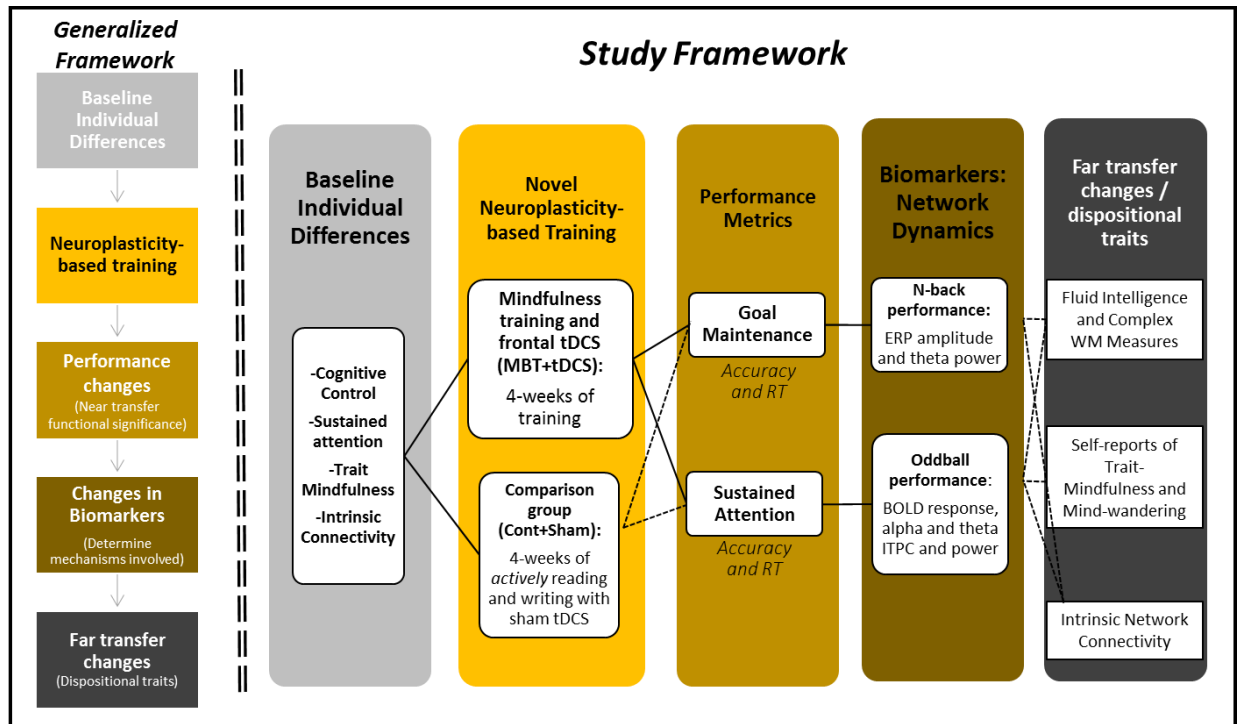 Generalized
Framework
Baseline
Individual
Differences
Neuroplasticity-
based training
Performance
changes
(Near transfer
functional significance)
Changes in
Biomarkers
(Determine
mechanisms involved)
Far transfer
changes
(Dispositional traits)
Study Framework
Baseline
Individual
Differences
-Cognitive
Control
-Sustained
attention
-Trait
Mindfulness
-Intrinsic
Connectivity
Novel
Neuroplasticity-
based Training
Mindfulness
training and
frontal tDCS
(MBT+tDCS):
4-weeks of
training
Comparison
group
(Cont+Sham):
4-weeks of
actively reading
and writing with
sham tDCS
Performance
Metrics
Goal
Maintenance
Accuracy
and RT
Sustained
Attention
Accuracy
and RT
Biomarkers:
Network
Dynamics
N-back
performance:
ERP amplitude
and theta power
Oddball
performance:
BOLD response,
alpha and theta
ITPC and power
Far transfer
changes /
dispositional
traits
Fluid Intelligence
and Complex
WM Measures
Self-reports of
Trait-
Mindfulness and
Mind-wandering
Intrinsic Network
Connectivity